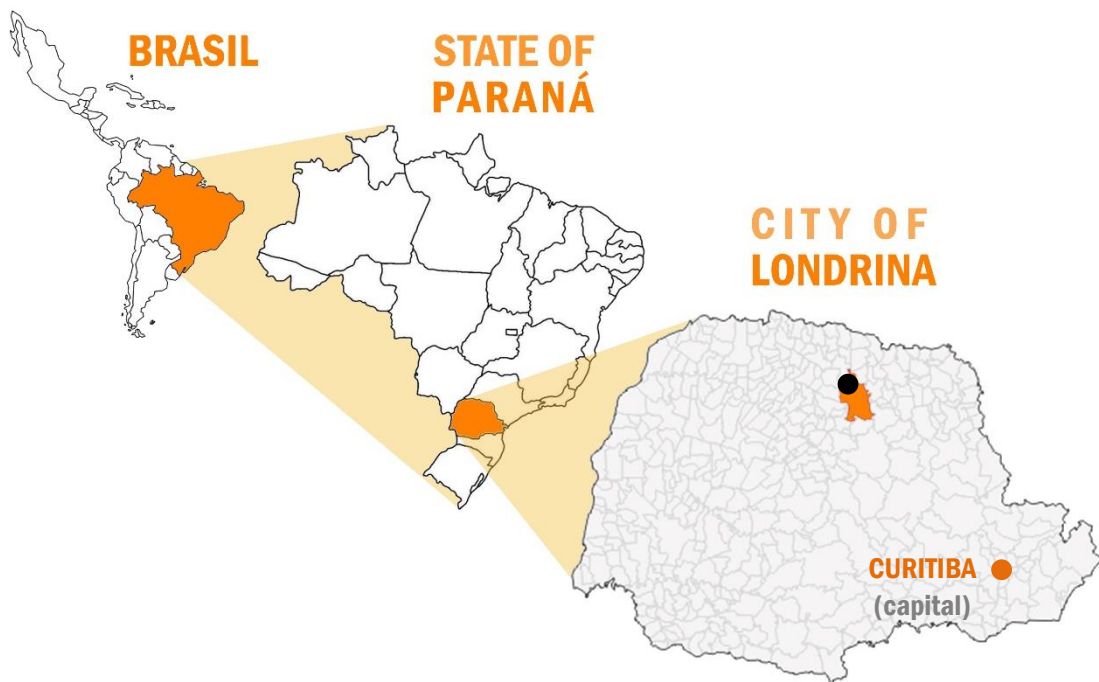 BRASIL
STATE OF
PARANÁ
CITY OF
LONDRINA
CURITIBA
(capital)